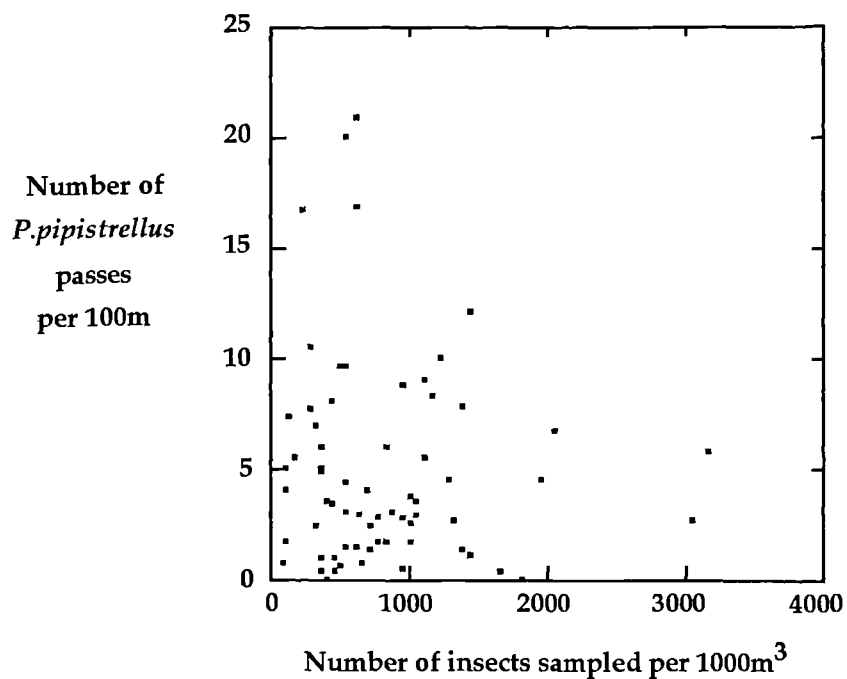 25
20
15
10
5
0
Number of
P.pipistrellus
passes
per 100m
0 1000 2000 3000 4000
Number of insects sampled per 1000m³